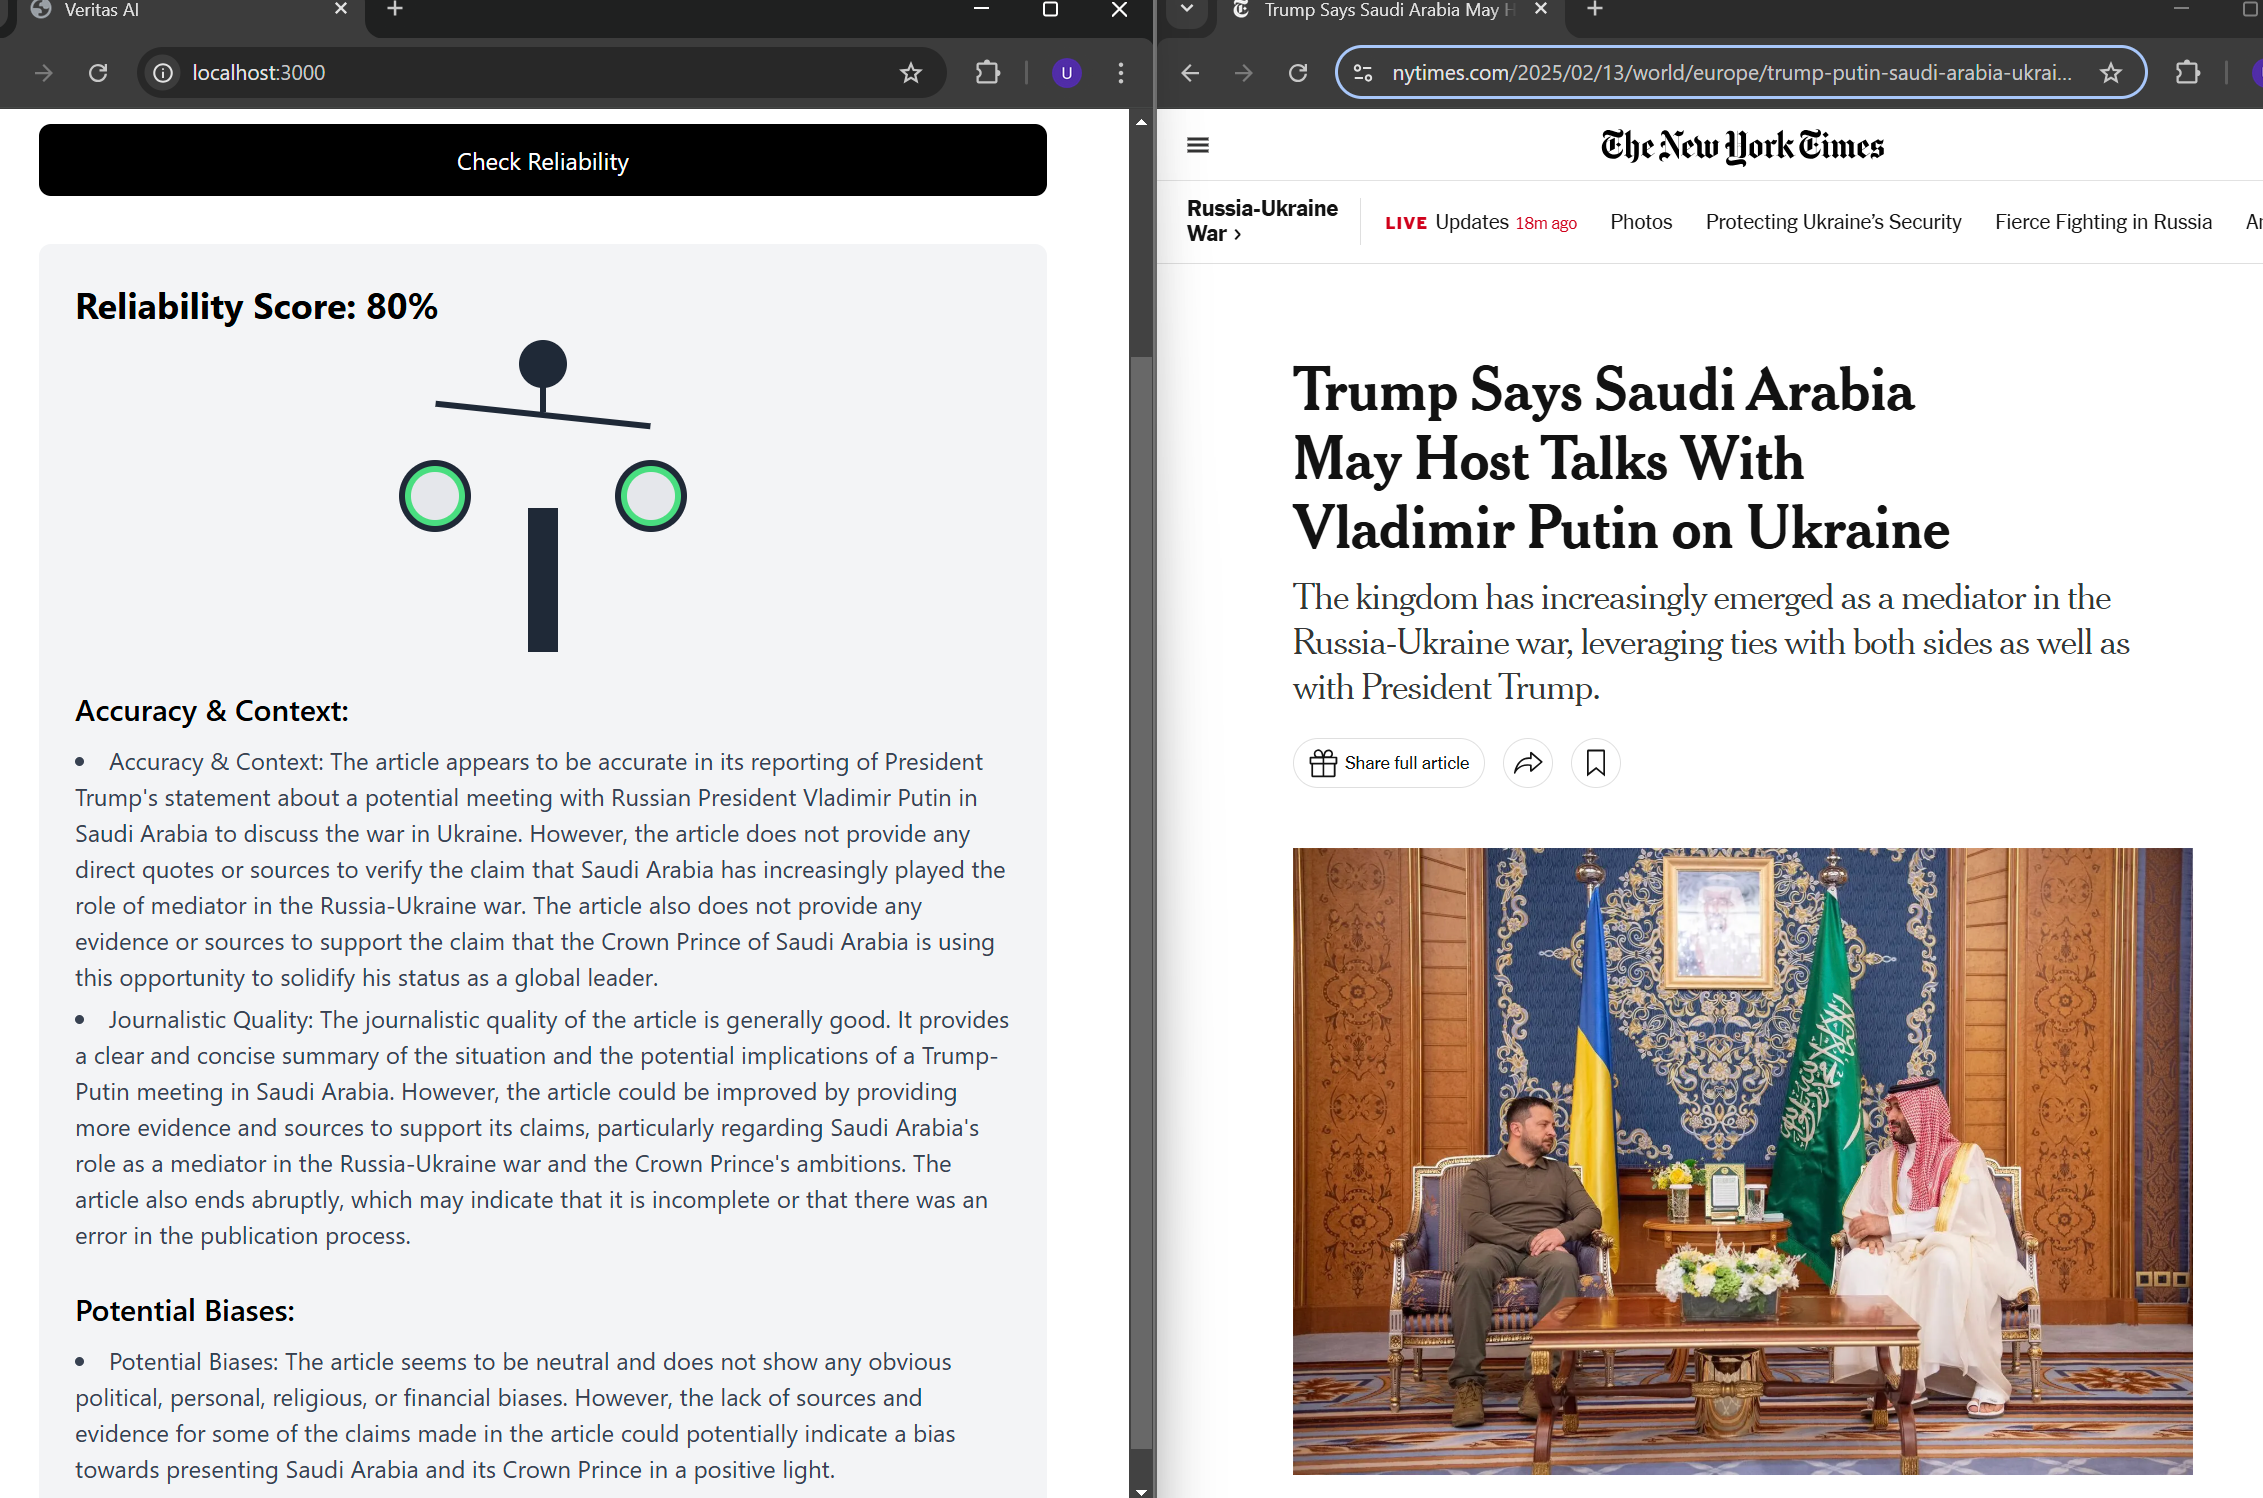 Veritas AI
localhost:3000
U
Check Reliability
Reliability Score: 80%
Accuracy & Context:
• Accuracy & Context: The article appears to be accurate in its reporting of President
Trump's statement about a potential meeting with Russian President Vladimir Putin in
Saudi Arabia to discuss the war in Ukraine. However, the article does not provide any
direct quotes or sources to verify the claim that Saudi Arabia has increasingly played the
role of mediator in the Russia-Ukraine war. The article also does not provide any
evidence or sources to support the claim that the Crown Prince of Saudi Arabia is using
this opportunity to solidify his status as a global leader.
• Journalistic Quality: The journalistic quality of the article is generally good. It provides
a clear and concise summary of the situation and the potential implications of a Trump-
Putin meeting in Saudi Arabia. However, the article could be improved by providing
more evidence and sources to support its claims, particularly regarding Saudi Arabia's
role as a mediator in the Russia-Ukraine war and the Crown Prince's ambitions. The
article also ends abruptly, which may indicate that it is incomplete or that there was an
error in the publication process.
Potential Biases:
• Potential Biases: The article seems to be neutral and does not show any obvious
political, personal, religious, or financial biases. However, the lack of sources and
evidence for some of the claims made in the article could potentially indicate a bias
towards presenting Saudi Arabia and its Crown Prince in a positive light.
Trump Says Saudi Arabia May H
nytimes.com/2025/02/13/world/europe/trump-putin-saudi-arabia-ukrai...
The New York Times
Russia-Ukraine
War ›
LIVE Updates 18m ago Photos Protecting Ukraine’s Security Fierce Fighting in Russia
Trump Says Saudi Arabia
May Host Talks With
Vladimir Putin on Ukraine
The kingdom has increasingly emerged as a mediator in the
Russia-Ukraine war, leveraging ties with both sides as well as
with President Trump.
Share full article